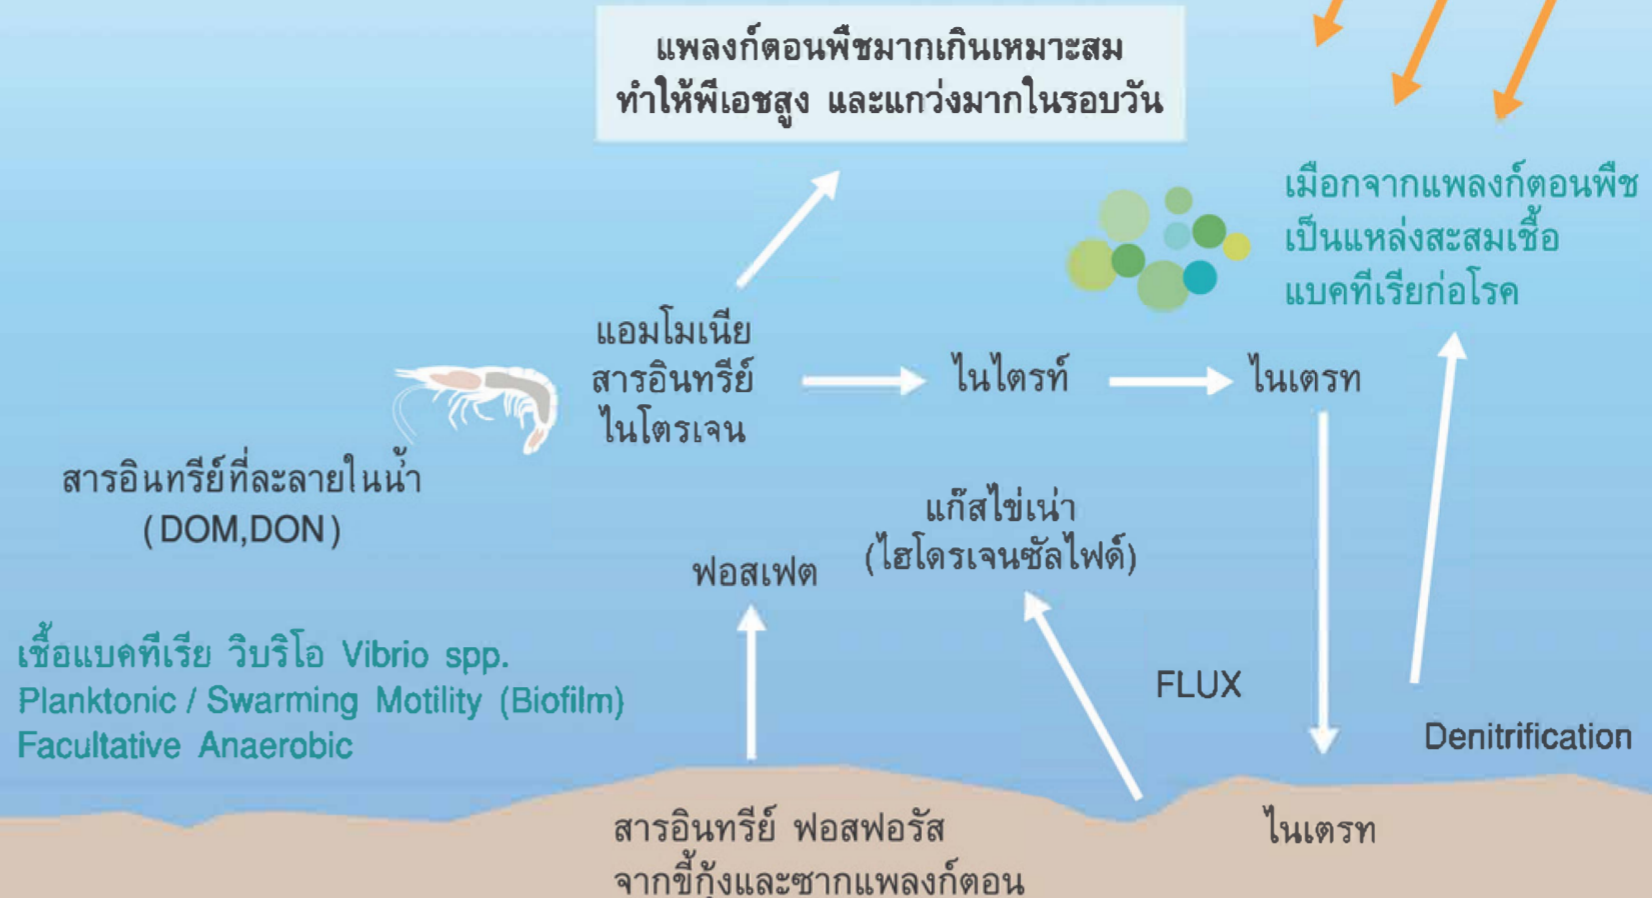 แพลงก์ตอนพืชมากเกินเหมาะสม
ทำให้พีเอชสูง และแกว่งมากในรอบวัน
เมือกจากแพลงก์ตอนพืช
เป็นแหล่งสะสมเชื้อ
แบคทีเรียก่อโรค
แอมโมเนีย
สารอินทรีย์
ไนโตรเจน
ไนไตรท์
ไนเตรท
สารอินทรีย์ที่ละลายในน้ำ
(DOM,DON)
แก๊สไข่เน่า
(ไฮโดรเจนซัลไฟด์)
ฟอสเฟต
เชื้อแบคทีเรีย วิบริโอ Vibrio spp.
Planktonic / Swarming Motility (Biofilm)
Facultative Anaerobic
FLUX
Denitrification
สารอินทรีย์ ฟอสฟอรัส
จากขี้กุ้งและซากแพลงก์ตอน
ไนเตรท